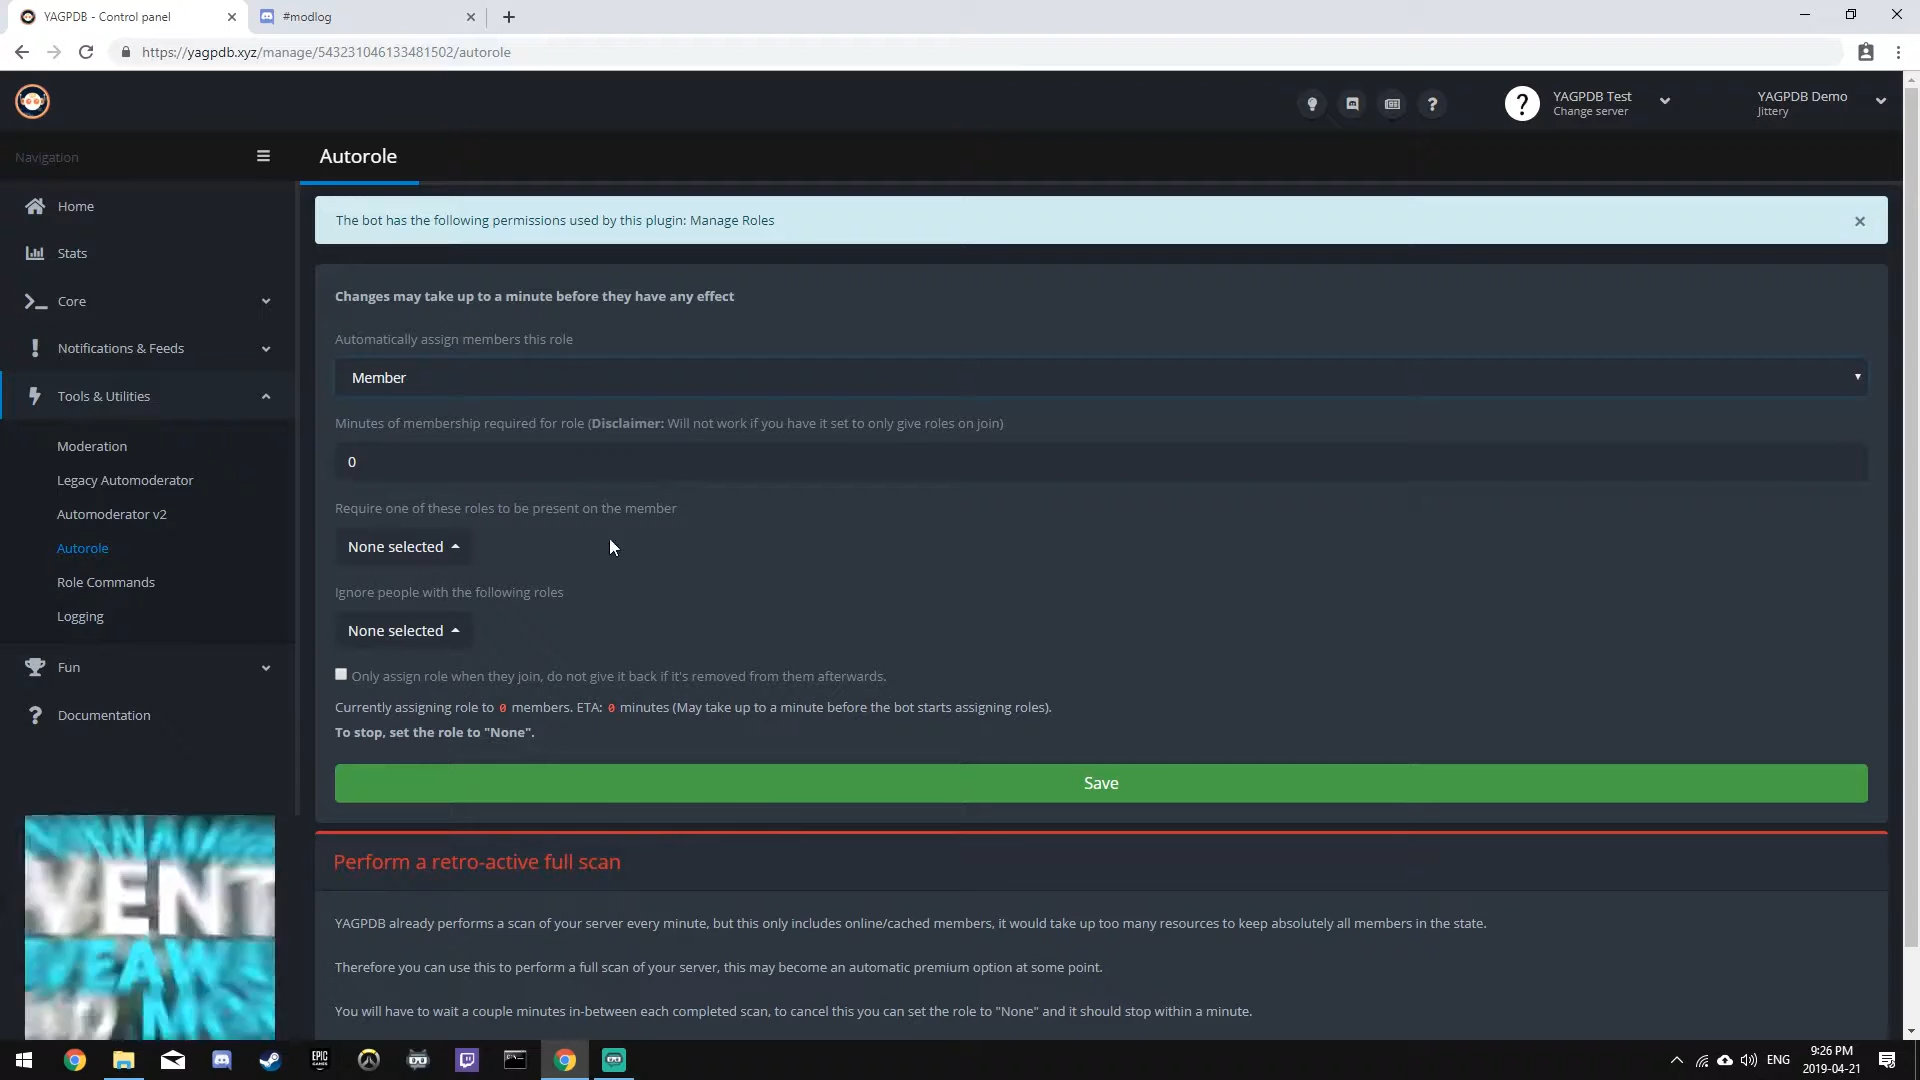 YAGPDB - Control panel
#modlog
https://yagpdb.xyz/manage/543231046133481502/autorole
YAGPDB Test
Change server
YAGPDB Demo
Jittery
Navigation
Autorole
Home
Stats
Core
Notifications & Feeds
Tools & Utilities
Moderation
Legacy Automoderator
Automoderator v2
Autorole
Role Commands
Logging
Fun
Documentation
The bot has the following permissions used by this plugin: Manage Roles
Changes may take up to a minute before they have any effect
Automatically assign members this role
Member
Minutes of membership required for role (Disclaimer: Will not work if you have it set to only give roles on join)
0
Require one of these roles to be present on the member
None selected
Ignore people with the following roles
None selected
Only assign role when they join, do not give it back if it's removed from them afterwards.
Currently assigning role to 0 members. ETA: 0 minutes (May take up to a minute before the bot starts assigning roles).
To stop, set the role to "None".
Save
Perform a retro-active full scan
YAGPDB already performs a scan of your server every minute, but this only includes online/cached members, it would take up too many resources to keep absolutely all members in the state.
Therefore you can use this to perform a full scan of your server, this may become an automatic premium option at some point.
You will have to wait a couple minutes in-between each completed scan, to cancel this you can set the role to "None" and it should stop within a minute.
EPIC
GAMES
ENG
9:26 PM
2019-04-21